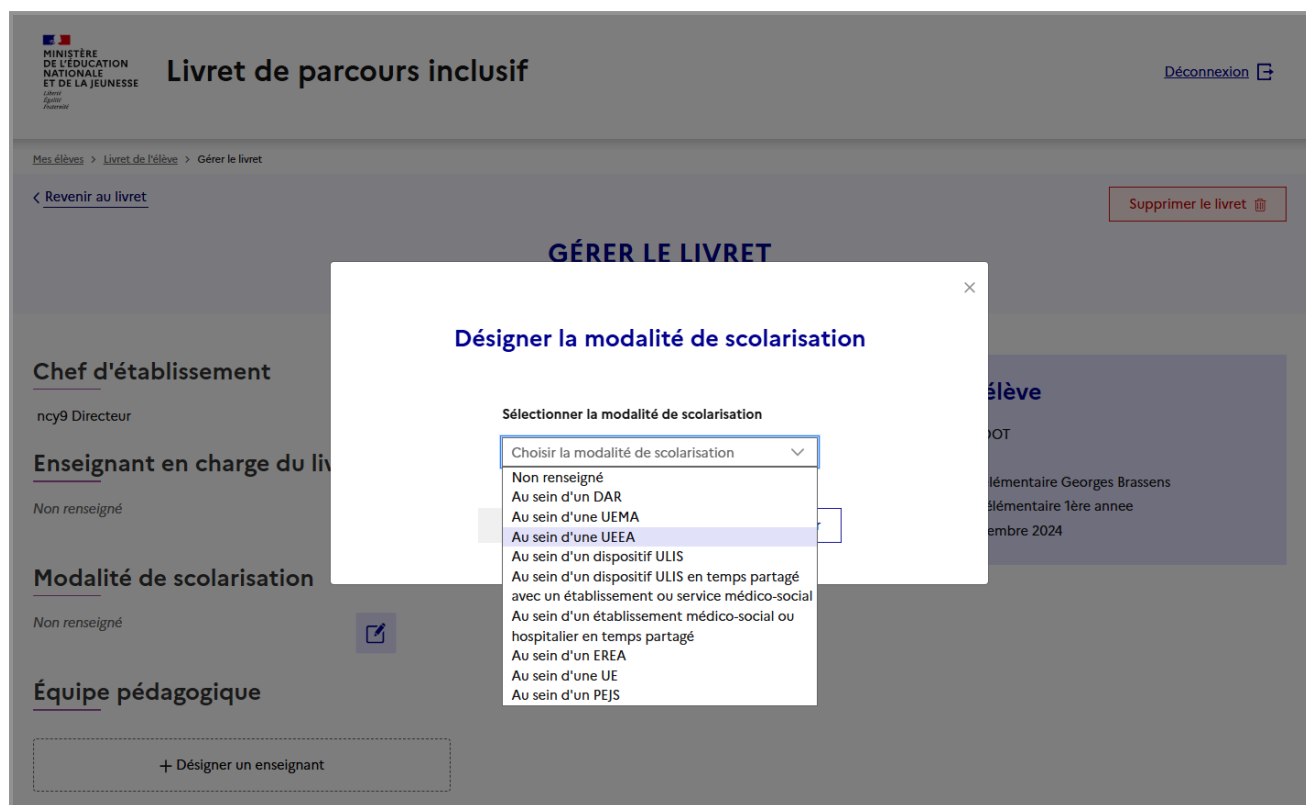 MINISTÈRE
DE L'ÉDUCATION
NATIONALE
ET DE LA JEUNESSE
Liberté
Égalité
Fraternité
Livret de parcours inclusif
Déconnexion
Mes élèves > Livret de l'élève > Gérer le livret
< Revenir au livret
Supprimer le livret
GÉRER LE LIVRET
Désigner la modalité de scolarisation
Sélectionner la modalité de scolarisation
Choisir la modalité de scolarisation
Non renseigné
Au sein d'un DAR
Au sein d'une UEMA
Au sein d'une UEEA
Au sein d'un dispositif ULIS
Au sein d'un dispositif ULIS en temps partagé
avec un établissement ou service médico-social
Au sein d'un établissement médico-social ou
hospitalier en temps partagé
Au sein d'un EREA
Au sein d'une UE
Au sein d'un PEJS
Chef d'établissement
ncy9 Directeur
Enseignant en charge du liv
Non renseigné
Modalité de scolarisation
Non renseigné
Équipe pédagogique
+ Désigner un enseignant
élève
OOT
lémentaire Georges Brassens
élémentaire 1ère annee
embre 2024